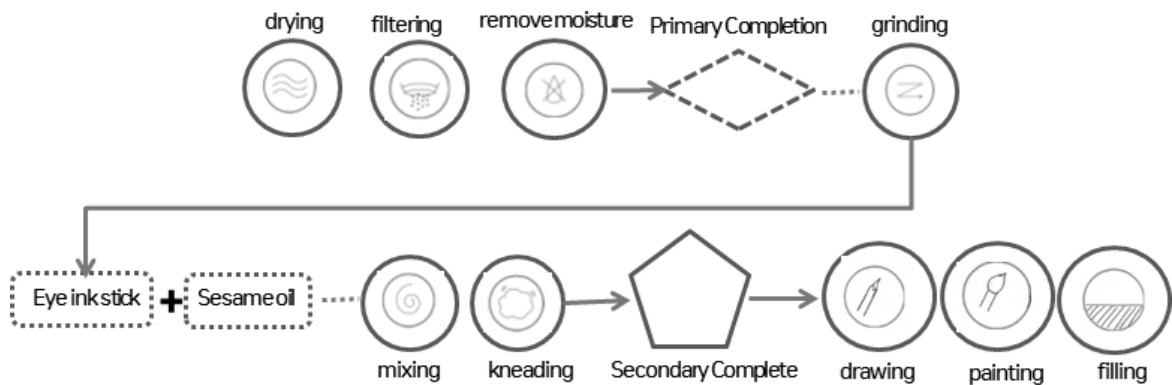 drying
filtering
remove moisture
Primary Completion
grinding
Eye ink stick
+
Sesame oil
mixing
kneading
Secondary Complete
drawing
painting
filling